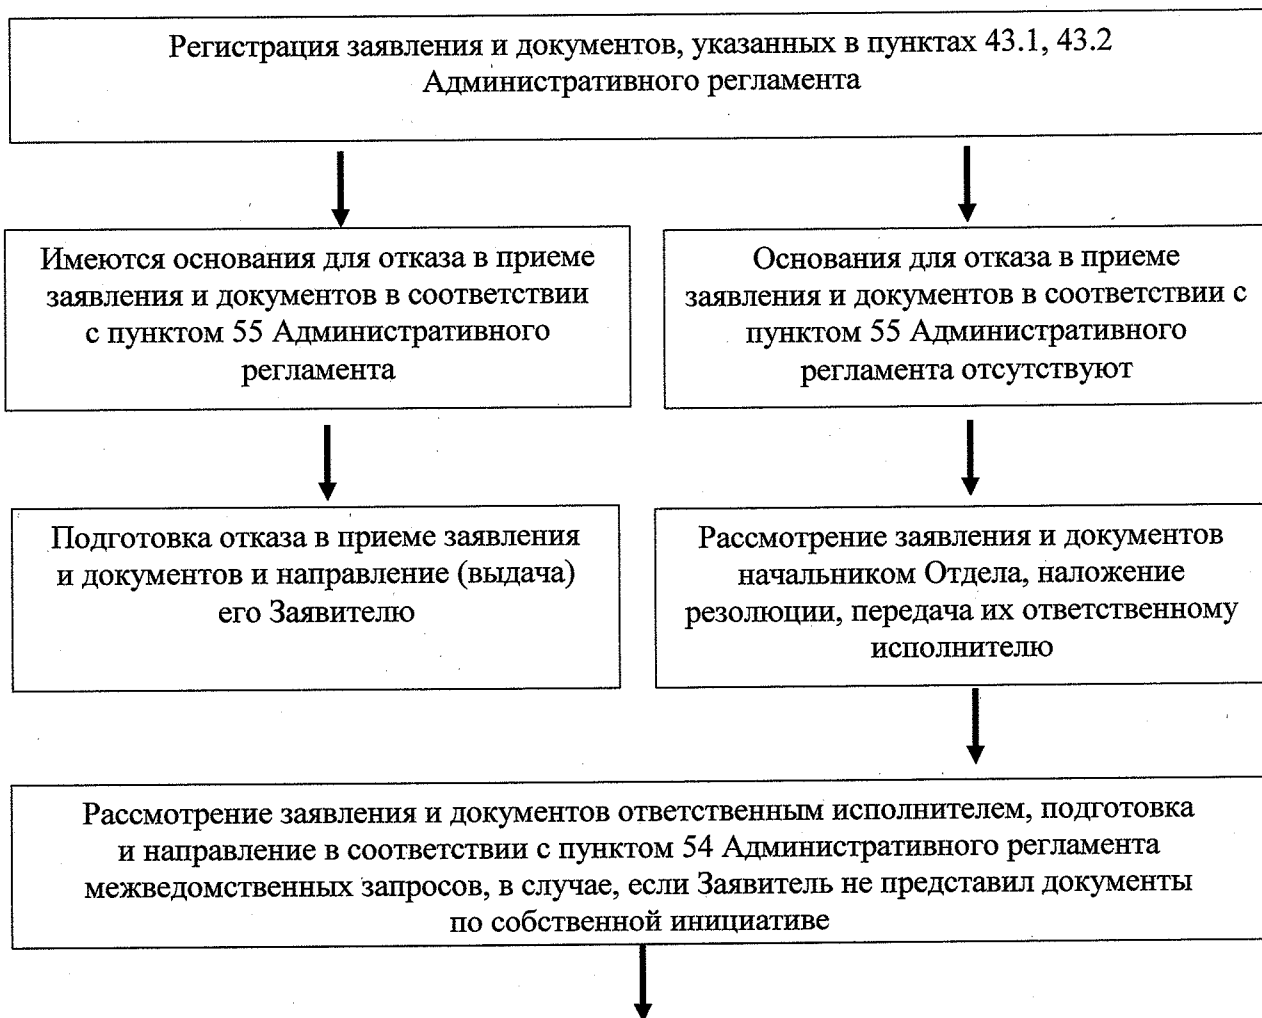 Регистрация заявления и документов, указанных в пунктах 43.1, 43.2
Административного регламента
Имеются основания для отказа в приеме
заявления и документов в соответствии
с пунктом 55 Административного
регламента
Основания для отказа в приеме
заявления и документов в соответствии с
пунктом 55 Административного
регламента отсутствуют
Подготовка отказа в приеме заявления
и документов и направление (выдача)
его Заявителю
Рассмотрение заявления и документов
начальником Отдела, наложение
резолюции, передача их ответственному
исполнителю
Рассмотрение заявления и документов ответственным исполнителем, подготовка
и направление в соответствии с пунктом 54 Административного регламента
межведомственных запросов, в случае, если Заявитель не представил документы
по собственной инициативе